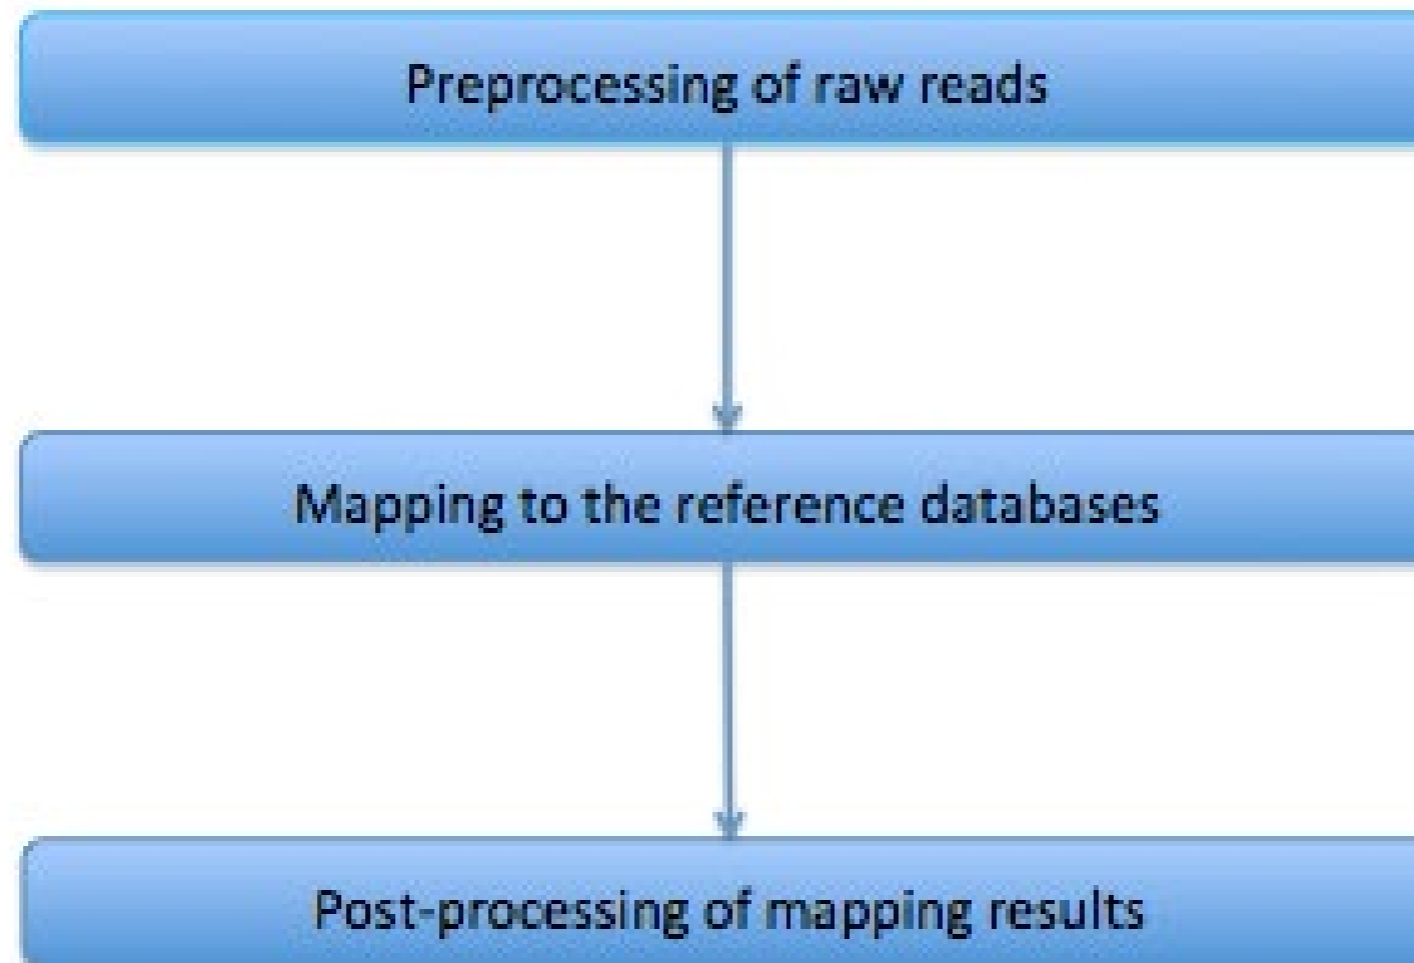 Preprocessing of raw reads
Mapping to the reference databases
Post-processing of mapping results